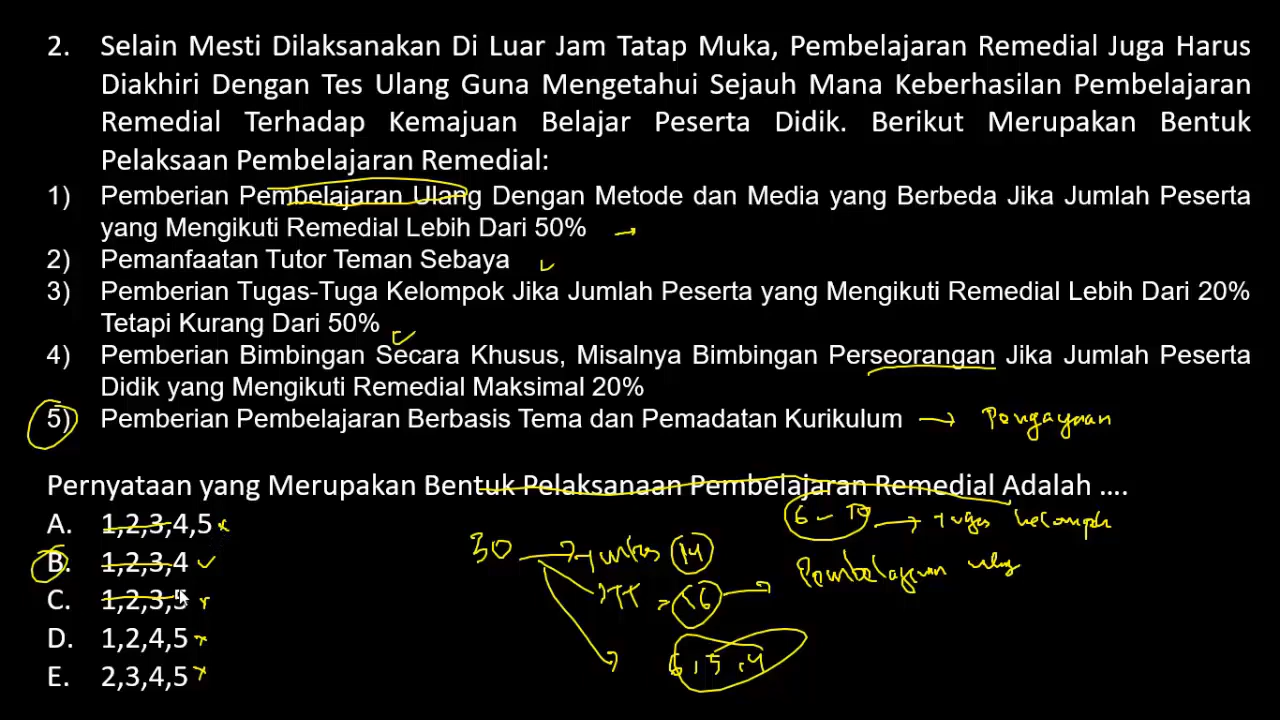 2. Selain Mesti Dilaksanakan Di Luar Jam Tatap Muka, Pembelajaran Remedial Juga Harus
Diakhiri Dengan Tes Ulang Guna Mengetahui Sejauh Mana Keberhasilan Pembelajaran
Remedial Terhadap Kemajuan Belajar Peserta Didik. Berikut Merupakan Bentuk
Pelaksaan Pembelajaran Remedial:
1) Pemberian Pembelajaran Ulang Dengan Metode dan Media yang Berbeda Jika Jumlah Peserta
yang Mengikuti Remedial Lebih Dari 50% →
2) Pemanfaatan Tutor Teman Sebaya
3) Pemberian Tugas-Tuga Kelompok Jika Jumlah Peserta yang Mengikuti Remedial Lebih Dari 20%
Tetapi Kurang Dari 50%
4) Pemberian Bimbingan Secara Khusus, Misalnya Bimbingan Perseorangan Jika Jumlah Peserta
Didik yang Mengikuti Remedial Maksimal 20%
5) Pemberian Pembelajaran Berbasis Tema dan Pemadatan Kurikulum → Pengayaan
Pernyataan yang Merupakan Bentuk Pelaksanaan Pembelajaran Remedial Adalah ....
A. 1,2,3,4,5
B. 1,2,3,4
C. 1,2,3,5
D. 1,2,4,5
E. 2,3,4,5
→ tugas kelompok
30 → tuntas 14
Pembelajaran ulang
TT = 16 →
→ 6, 5, 4